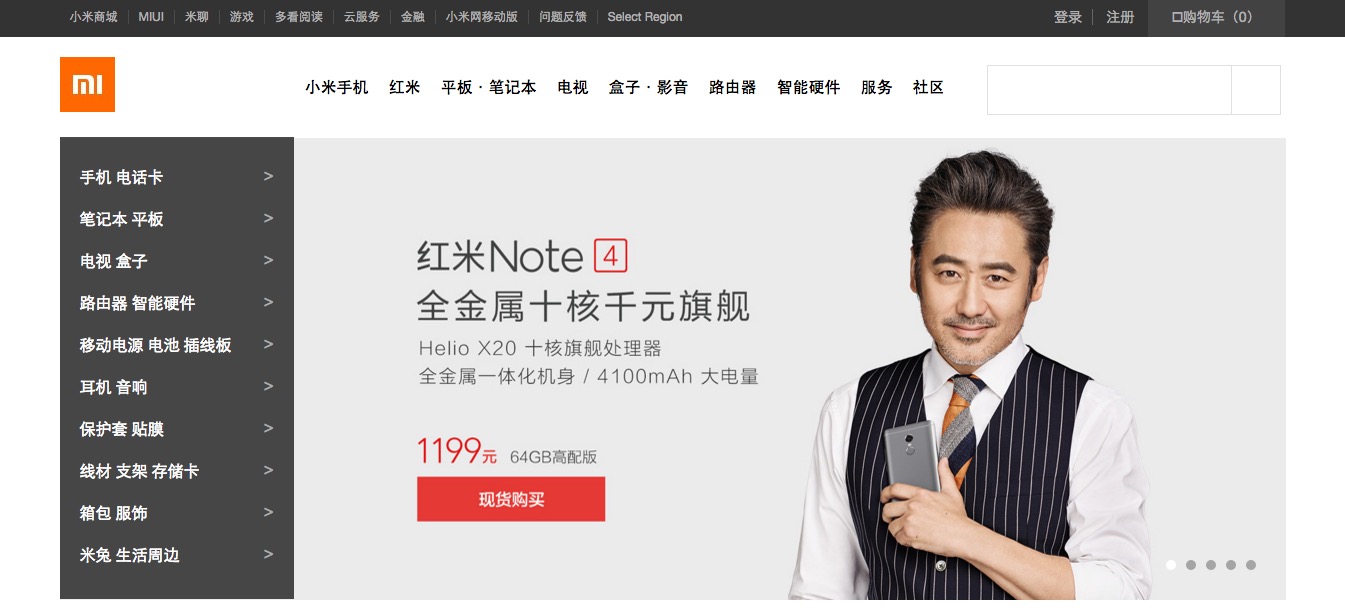 小米商城 MIUI 米聊 游戏 多看阅读 云服务 金融 小米网移动版 问题反馈 Select Region 登录 注册 购物车（0）
小米手机 红米 平板 · 笔记本 电视 盒子 · 影音 路由器 智能硬件 服务 社区
手机 电话卡 >
笔记本 平板 >
电视 盒子 >
路由器 智能硬件 >
移动电源 电池 插线板 >
耳机 音响 >
保护套 贴膜 >
线材 支架 存储卡 >
箱包 服饰 >
米兔 生活周边 >
红米Note 4
全金属十核千元旗舰
Helio X20 十核旗舰处理器
全金属一体化机身 / 4100mAh 大电量
1199元 64GB高配版
现货购买